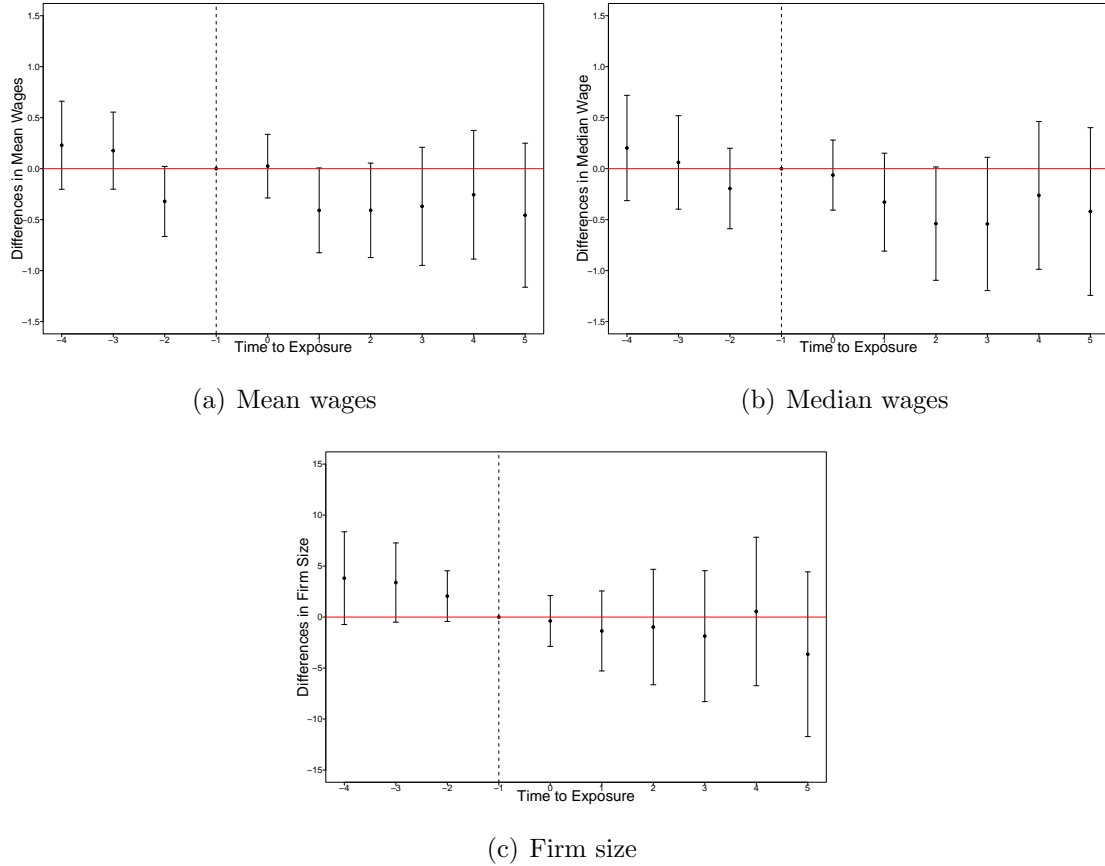 1.5
1.0
0.5
0.0
−0.5
−1.0
−1.5
Differences in Mean Wages
−4 −3 −2 −1 0 1 2 3 4 5
Time to Exposure
(a) Mean wages
1.5
1.0
0.5
0.0
−0.5
−1.0
−1.5
Differences in Median Wage
−4 −3 −2 −1 0 1 2 3 4 5
Time to Exposure
(b) Median wages
15
10
5
0
−5
−10
−15
Differences in Firm Size
−4 −3 −2 −1 0 1 2 3 4 5
Time to Exposure
(c) Firm size